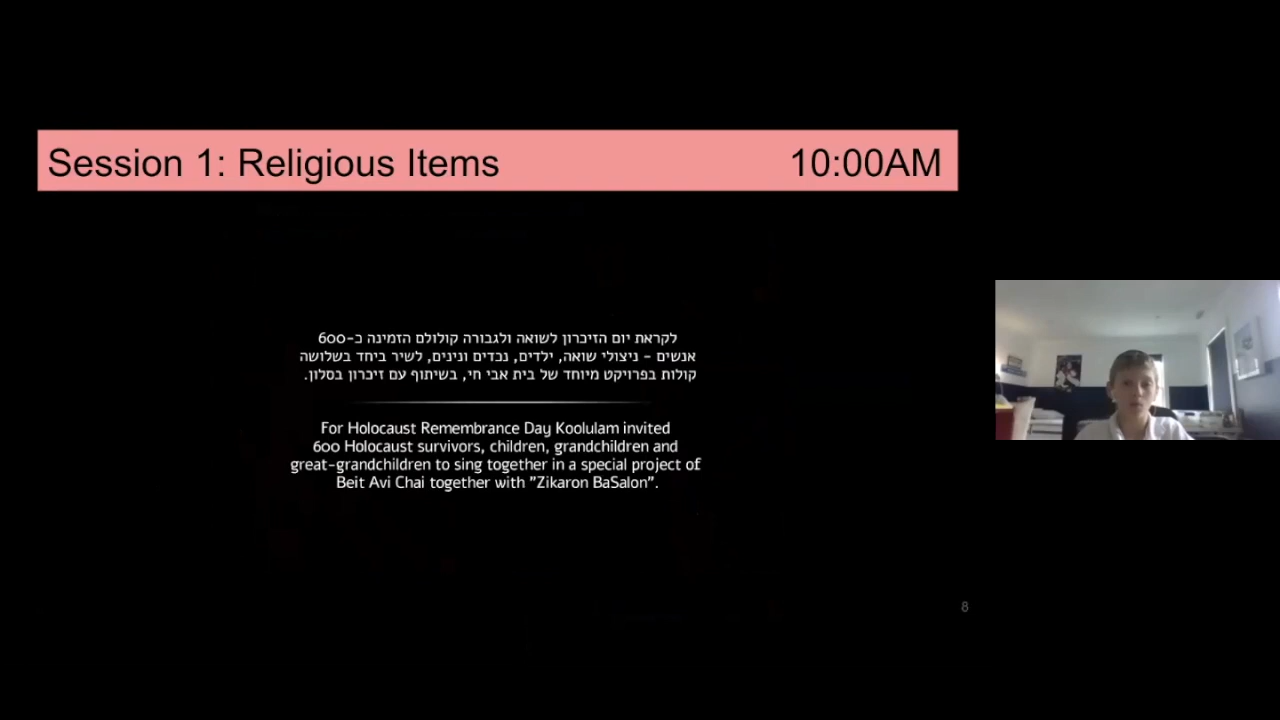 Session 1: Religious Items 10:00AM
לקראת יום הזיכרון לשואה ולגבורה קולולם הזמינה כ-600
אנשים - ניצולי שואה, ילדים, נכדים ונינים, לשיר ביחד בשלושה
קולות בפרויקט מיוחד של בית אבי חי, בשיתוף עם זיכרון בסלון.
For Holocaust Remembrance Day Koolulam invited
600 Holocaust survivors, children, grandchildren and
great-grandchildren to sing together in a special project of
Beit Avi Chai together with "Zikaron BaSalon".
8